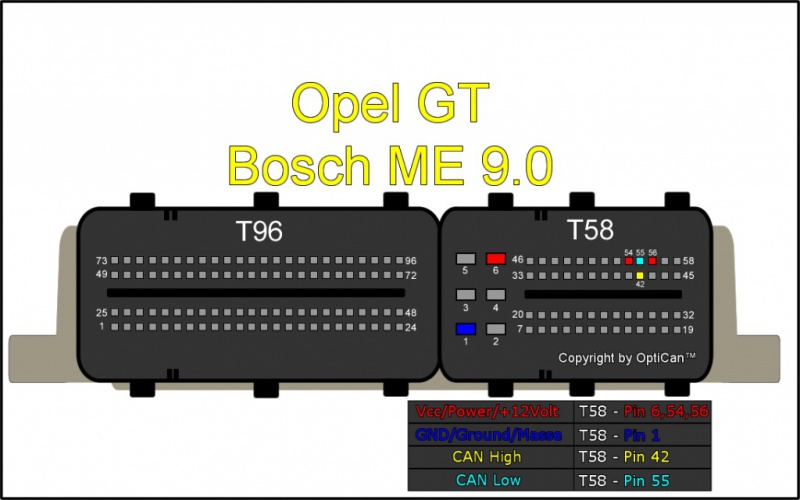 Opel GT
Bosch ME 9.0
T96 T58
54 55 56
73 96 5 6 46 58
49 72 33 45
42
3 4
25 48 20 32
1 24 1 2 7 19
Copyright by OptiCan™
Vcc/Power/+12Volt T58 - Pin 6,54,56
GND/Ground/Masse T58 - Pin 1
CAN High T58 - Pin 42
CAN Low T58 - Pin 55